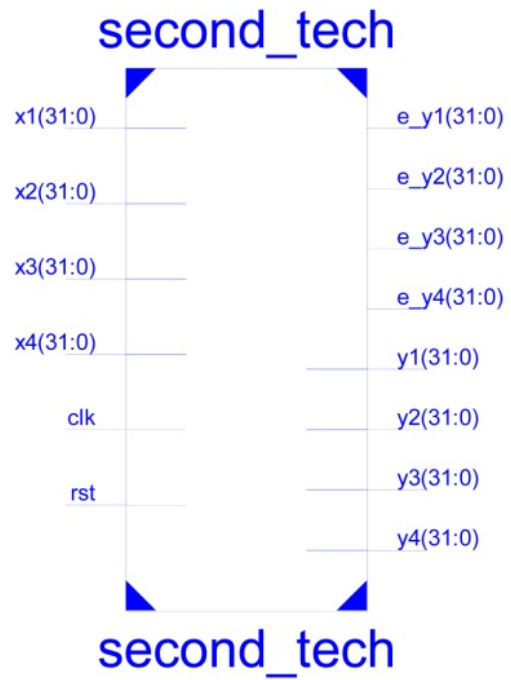 second_tech
x1(31:0)
e_y1(31:0)
x2(31:0)
e_y2(31:0)
e_y3(31:0)
x3(31:0)
e_y4(31:0)
x4(31:0)
y1(31:0)
clk
y2(31:0)
rst
y3(31:0)
y4(31:0)
second_tech